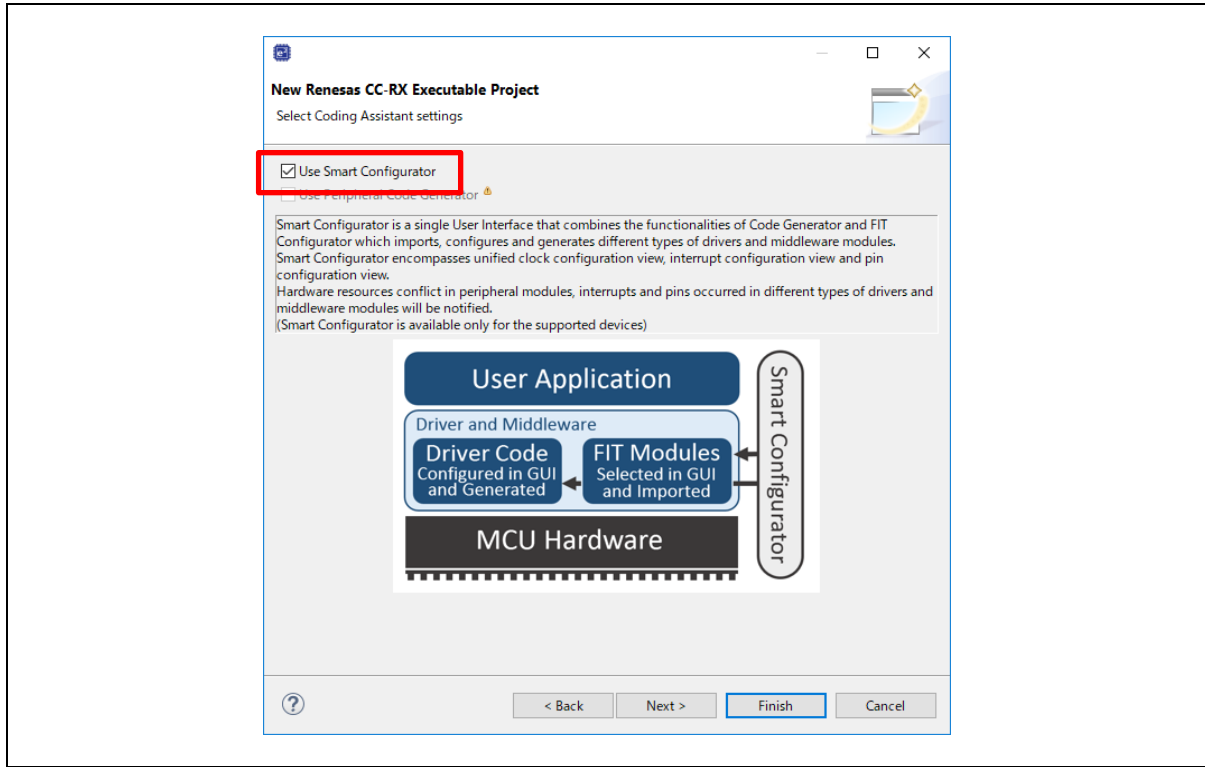 New Renesas CC-RX Executable Project
Select Coding Assistant settings
Use Smart Configurator
Use Peripheral Code Generator
Smart Configurator is a single User Interface that combines the functionalities of Code Generator and FIT
Configurator which imports, configures and generates different types of drivers and middleware modules.
Smart Configurator encompasses unified clock configuration view, interrupt configuration view and pin
configuration view.
Hardware resources conflict in peripheral modules, interrupts and pins occurred in different types of drivers and
middleware modules will be notified.
(Smart Configurator is available only for the supported devices)
User Application
Driver and Middleware
Driver Code
Configured in GUI
and Generated
FIT Modules
Selected in GUI
and Imported
MCU Hardware
Smart Configurator
?
< Back
Next >
Finish
Cancel